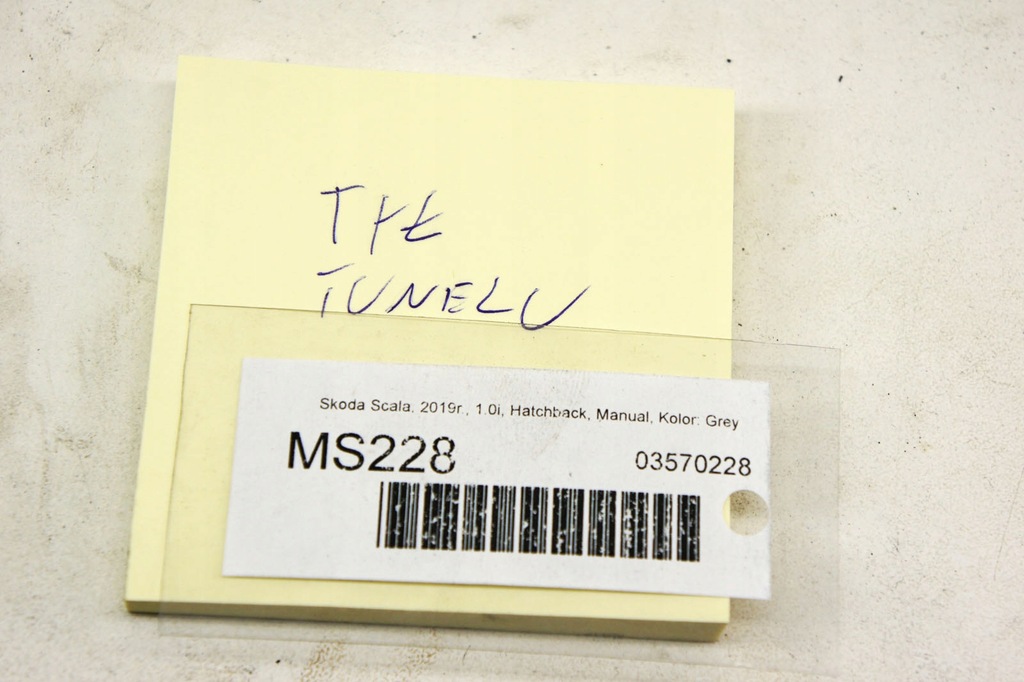 TYŁ
TUNELU
Skoda Scala, 2019r., 1.0i, Hatchback, Manual, Kolor: Grey
MS228
03570228